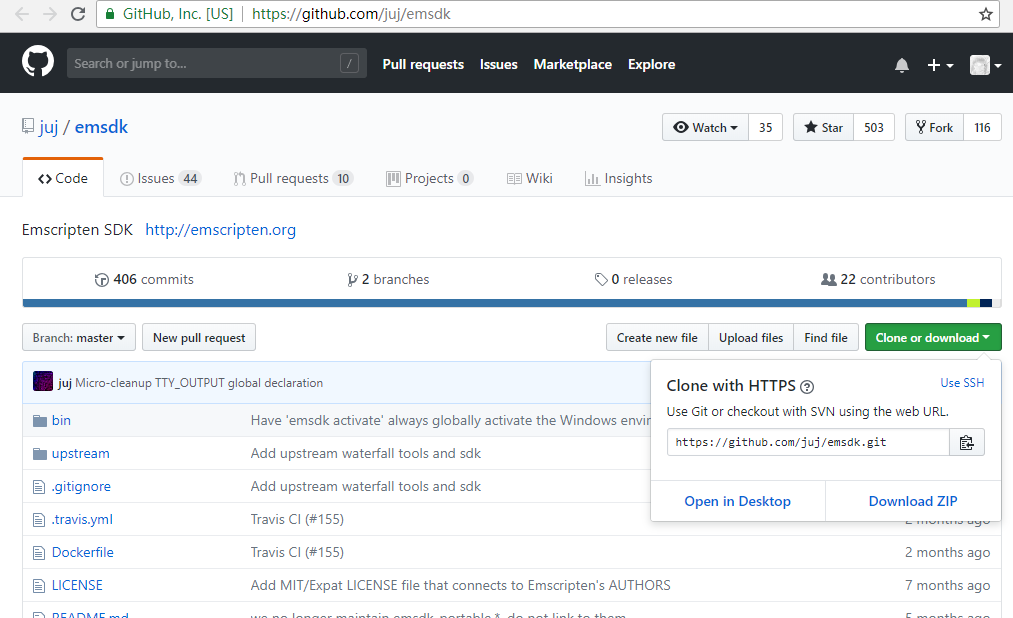 GitHub, Inc. [US] | https://github.com/juj/emsdk
Search or jump to... / Pull requests Issues Marketplace Explore
juj / emsdk Watch 35 Star 503 Fork 116
Code Issues 44 Pull requests 10 Projects 0 Wiki Insights
Emscripten SDK http://emscripten.org
406 commits 2 branches 0 releases 22 contributors
Branch: master New pull request Create new file Upload files Find file Clone or download
juj Micro-cleanup TTY_OUTPUT global declaration
Clone with HTTPS ? Use SSH
Use Git or checkout with SVN using the web URL.
https://github.com/juj/emsdk.git
Open in Desktop Download ZIP
bin Have 'emsdk activate' always globally activate the Windows envir
upstream Add upstream waterfall tools and sdk
.gitignore Add upstream waterfall tools and sdk
.travis.yml Travis CI (#155) 2 months ago
Dockerfile Travis CI (#155) 2 months ago
LICENSE Add MIT/Expat LICENSE file that connects to Emscripten's AUTHORS 7 months ago
README.md we no longer maintain emsdk-portable.*, do not link to them 5 months ago